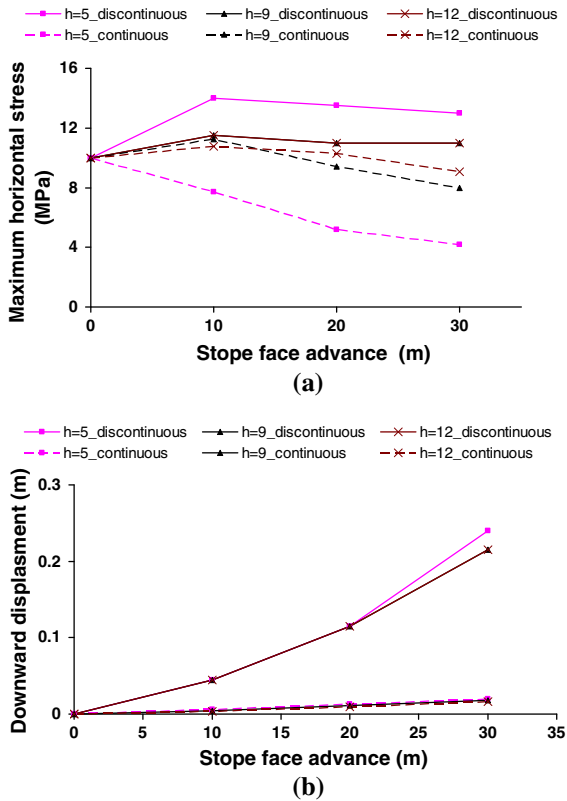 h=5_discontinuous h=9_discontinuous h=12_discontinuous
h=5_continuous h=9_continuous h=12_continuous
Maximum horizontal stress
(MPa)
16
12
8
4
0
0 10 20 30
Stope face advance (m)
(a)
h=5_discontinuous h=9_discontinuous h=12_discontinuous
h=5_continuous h=9_continuous h=12_continuous
Downward displasment (m)
0.3
0.2
0.1
0
0 5 10 15 20 25 30 35
Stope face advance (m)
(b)